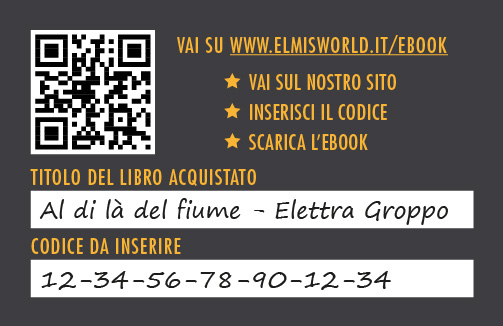 VAI SU WWW.ELMISWORLD.IT/EBOOK
★ VAI SUL NOSTRO SITO
★ INSERISCI IL CODICE
★ SCARICA L'EBOOK
TITOLO DEL LIBRO ACQUISTATO
Al di là del fiume - Elettra Groppo
CODICE DA INSERIRE
12-34-56-78-90-12-34